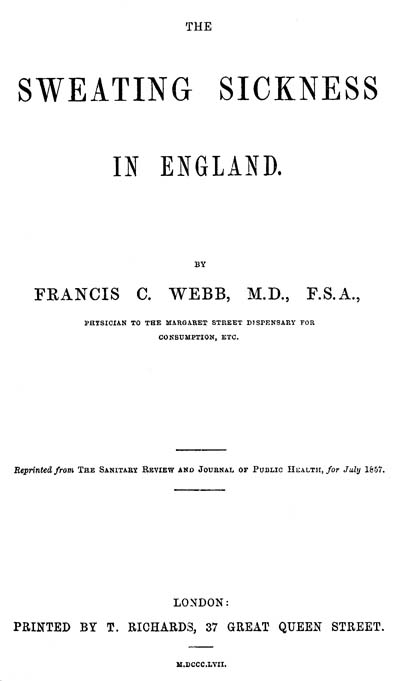 THE
SWEATING SICKNESS
IN ENGLAND.
BY
FRANCIS C. WEBB, M.D., F.S.A.,
PHYSICIAN TO THE MARGARET STREET DISPENSARY FOR
CONSUMPTION, ETC.
Reprinted from THE SANITARY REVIEW AND JOURNAL OF PUBLIC HEALTH, for July 1857.
LONDON:
PRINTED BY T. RICHARDS, 37 GREAT QUEEN STREET.
M.DCCC.LVII.